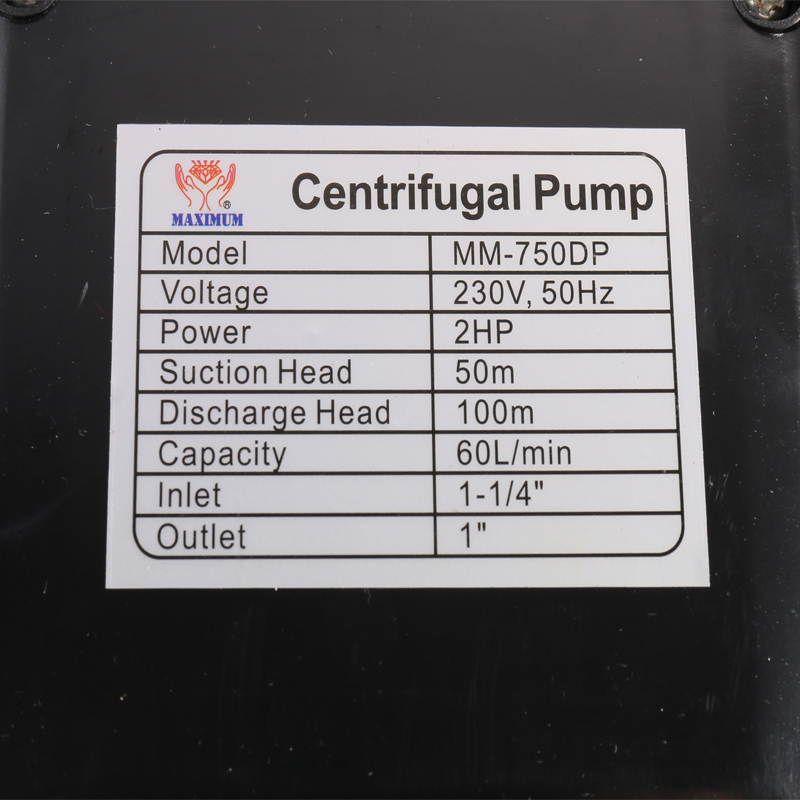 MAXIMUM ®
Centrifugal Pump
Model MM-750DP
Voltage 230V, 50Hz
Power 2HP
Suction Head 50m
Discharge Head 100m
Capacity 60L/min
Inlet 1-1/4"
Outlet 1"